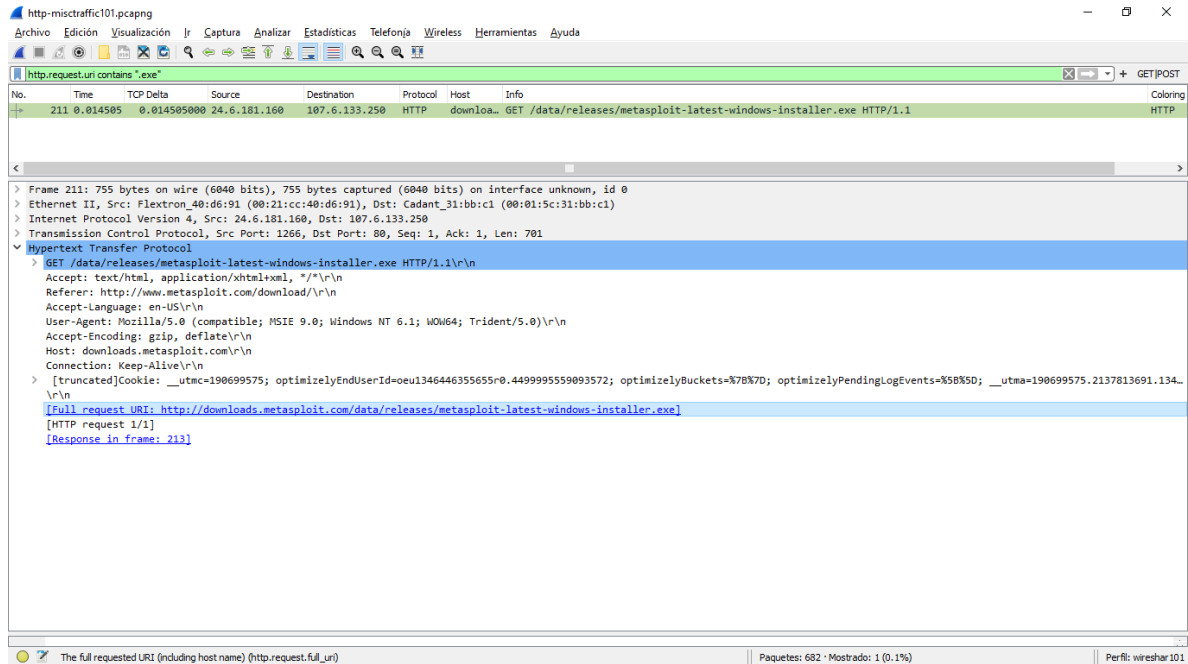 http-misctraffic101.pcapng
Archivo Edición Visualización Ir Captura Analizar Estadísticas Telefonía Wireless Herramientas Ayuda
http.request.uri contains ".exe"
GET|POST
No. Time TCP Delta Source Destination Protocol Host Info Coloring
211 0.014505 0.014505000 24.6.181.160 107.6.133.250 HTTP downloa… GET /data/releases/metasploit-latest-windows-installer.exe HTTP/1.1 HTTP
Frame 211: 755 bytes on wire (6040 bits), 755 bytes captured (6040 bits) on interface unknown, id 0
Ethernet II, Src: Flextron_40:d6:91 (00:21:cc:40:d6:91), Dst: Cadant_31:bb:c1 (00:01:5c:31:bb:c1)
Internet Protocol Version 4, Src: 24.6.181.160, Dst: 107.6.133.250
Transmission Control Protocol, Src Port: 1266, Dst Port: 80, Seq: 1, Ack: 1, Len: 701
Hypertext Transfer Protocol
GET /data/releases/metasploit-latest-windows-installer.exe HTTP/1.1\r\n
Accept: text/html, application/xhtml+xml, */*\r\n
Referer: http://www.metasploit.com/download/\r\n
Accept-Language: en-US\r\n
User-Agent: Mozilla/5.0 (compatible; MSIE 9.0; Windows NT 6.1; WOW64; Trident/5.0)\r\n
Accept-Encoding: gzip, deflate\r\n
Host: downloads.metasploit.com\r\n
Connection: Keep-Alive\r\n
[truncated]Cookie: __utmc=190699575; optimizelyEndUserId=oeu1346446355655r0.4499995559093572; optimizelyBuckets=%7B%7D; optimizelyPendingLogEvents=%5B%5D; __utma=190699575.2137813691.134…
\r\n
[Full request URI: http://downloads.metasploit.com/data/releases/metasploit-latest-windows-installer.exe]
[HTTP request 1/1]
[Response in frame: 213]
The full requested URI (including host name) (http.request.full_uri)
Paquetes: 682 · Mostrado: 1 (0.1%)
Perfil: wireshar101